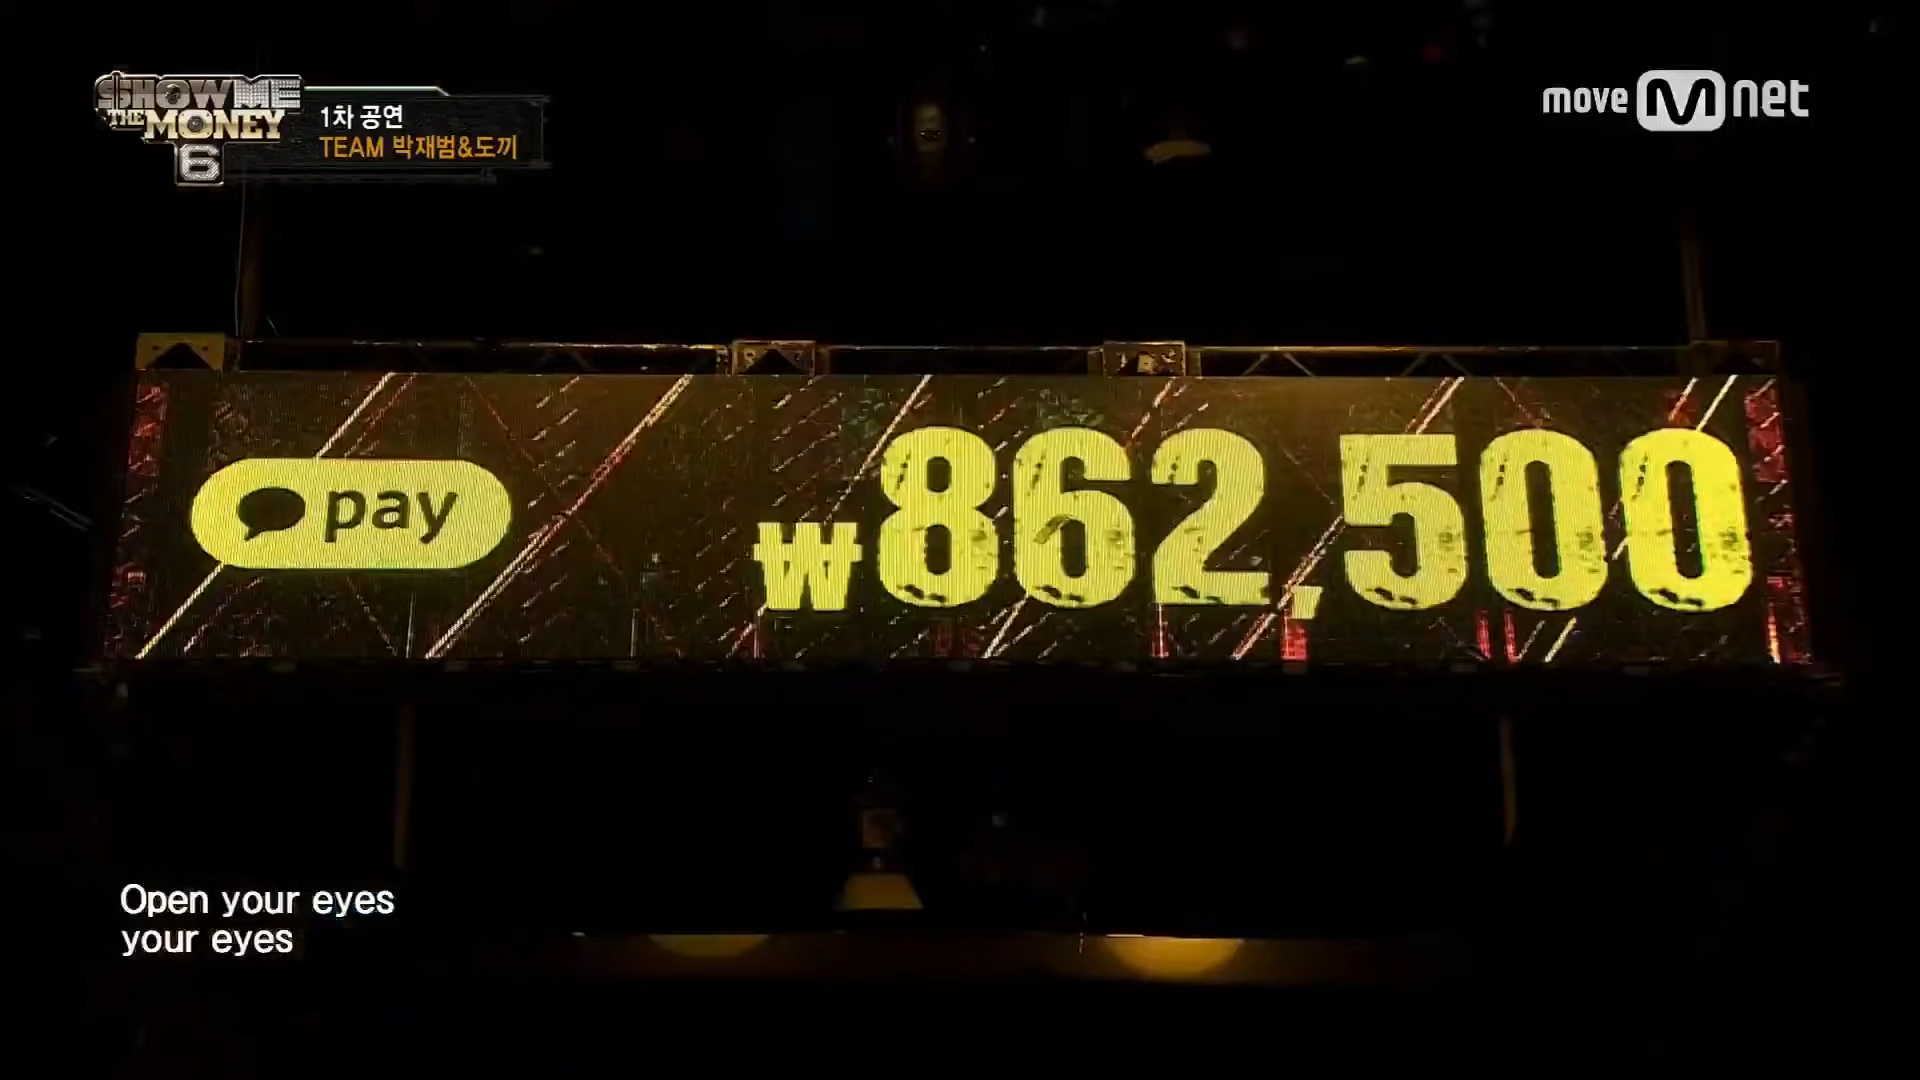 SHOW ME
THE MONEY
6
1차 공연
TEAM 박재범&도끼
move M net
pay
₩862,500
Open your eyes
your eyes